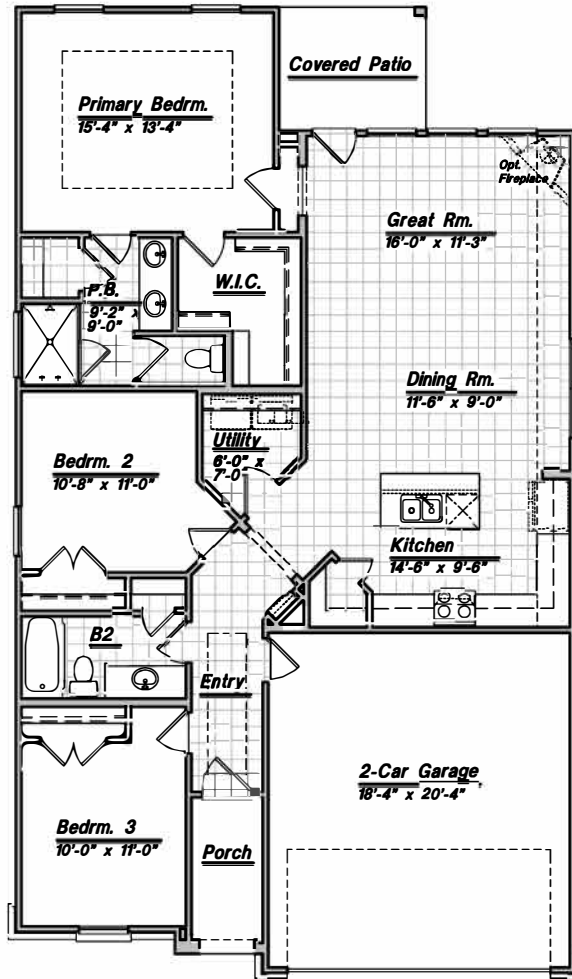 Covered Patio
Primary Bedrm.
15'-4" x 13'-4"
Opt.
Fireplace
Great Rm.
16'-0" x 11'-3"
W.I.C.
P.B.
9'-2" x
9'-0"
Dining Rm.
11'-6" x 9'-0"
Utility
6'-0" x
7'-0"
Bedrm. 2
10'-8" x 11'-0"
Kitchen
14'-6" x 9'-6"
B2
Entry
2-Car Garage
18'-4" x 20'-4"
Bedrm. 3
10'-0" x 11'-0"
Porch